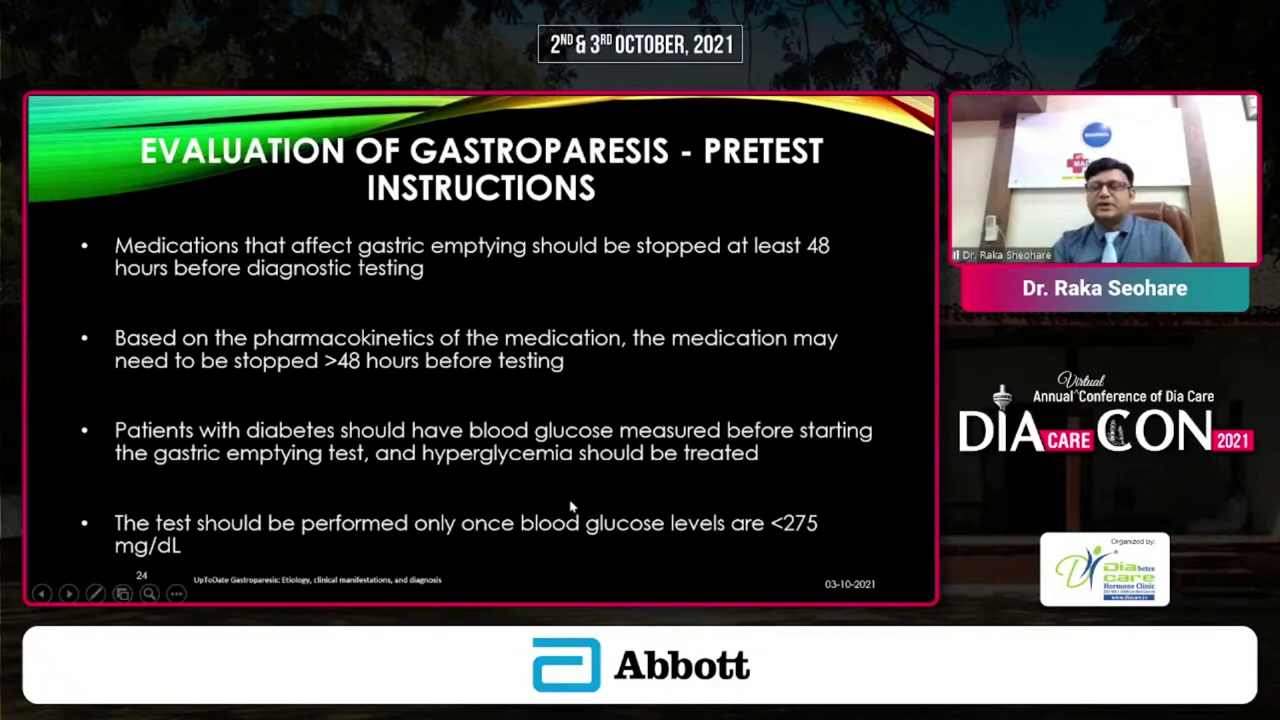 2ND & 3RD OCTOBER, 2021
EVALUATION OF GASTROPARESIS - PRETEST
INSTRUCTIONS
• Medications that affect gastric emptying should be stopped at least 48
hours before diagnostic testing
• Based on the pharmacokinetics of the medication, the medication may
need to be stopped >48 hours before testing
• Patients with diabetes should have blood glucose measured before starting
the gastric emptying test, and hyperglycemia should be treated
• The test should be performed only once blood glucose levels are <275
mg/dL
24
UpToDate Gastroparesis: Etiology, clinical manifestations, and diagnosis
03-10-2021
Dr. Raka Sheohare
Dr. Raka Seohare
Virtual
Annual ^ Conference of Dia Care
DIA CARE CON 2021
Organized by:
Diabetes
care
Hormone Clinic
Abbott